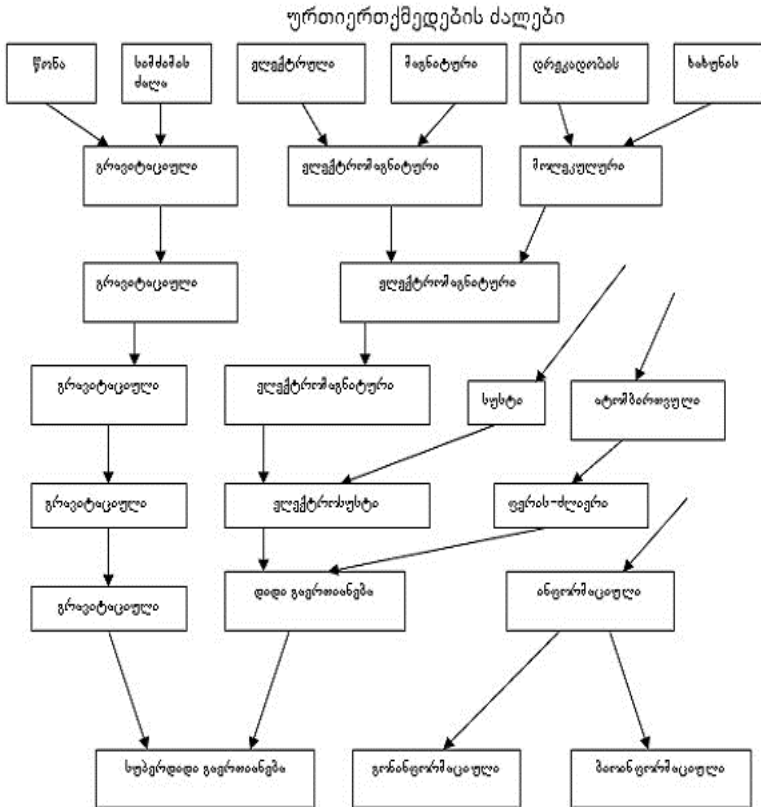 ურთიერთქმედების ძალები
წონა
სიმძიმის
ძალა
ელექტრული
მაგნიტური
დრეკადობის
ხახუნის
გრავიტაციული
ელექტრომაგნიტური
მოლეკულური
გრავიტაციული
ელექტრომაგნიტური
გრავიტაციული
ელექტრომაგნიტური
სუსტი
ატომბირთვული
გრავიტაციული
ელექტროსუსტი
ფერის-ძლიერი
გრავიტაციული
დიდი გაერთიანება
ინფორმაციული
სუპერდიდი გაერთიანება
გონინფორმაციული
ბიოინფორმაციული